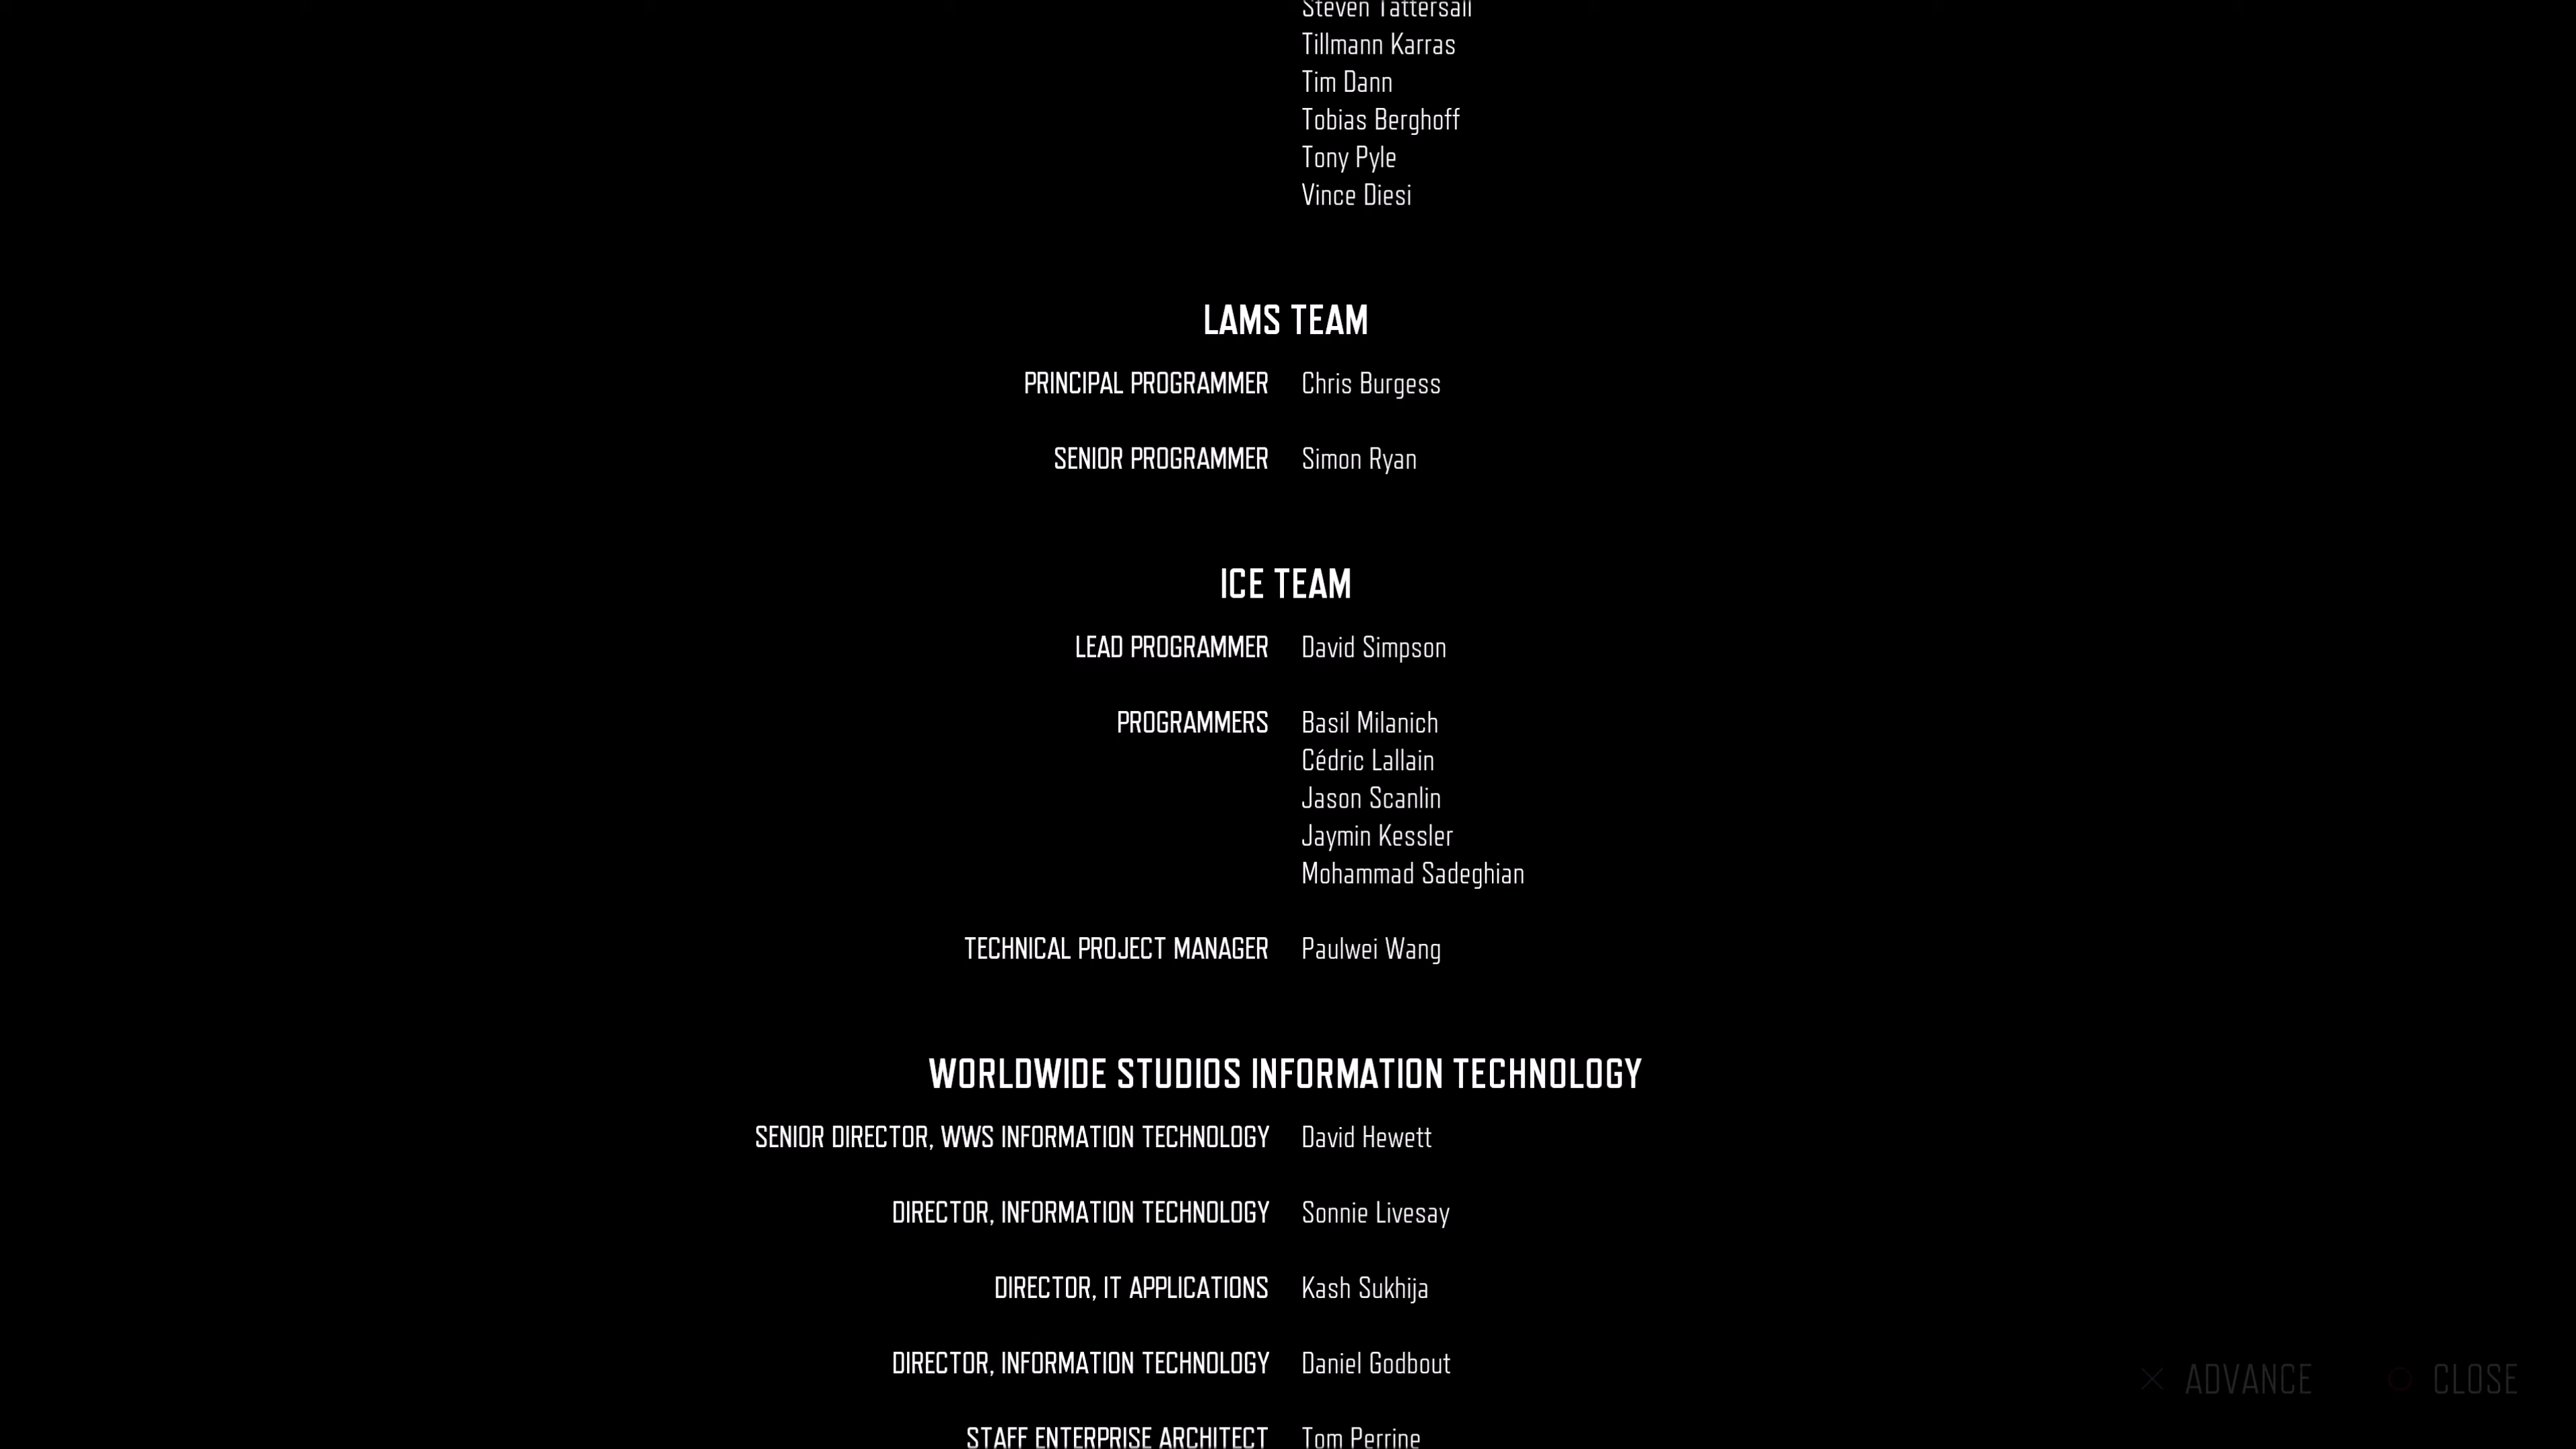 Steven Tattersall
Tillmann Karras
Tim Dann
Tobias Berghoff
Tony Pyle
Vince Diesi
LAMS TEAM
PRINCIPAL PROGRAMMER Chris Burgess
SENIOR PROGRAMMER Simon Ryan
ICE TEAM
LEAD PROGRAMMER David Simpson
PROGRAMMERS Basil Milanich
Cédric Lallain
Jason Scanlin
Jaymin Kessler
Mohammad Sadeghian
TECHNICAL PROJECT MANAGER Paulwei Wang
WORLDWIDE STUDIOS INFORMATION TECHNOLOGY
SENIOR DIRECTOR, WWS INFORMATION TECHNOLOGY David Hewett
DIRECTOR, INFORMATION TECHNOLOGY Sonnie Livesay
DIRECTOR, IT APPLICATIONS Kash Sukhija
DIRECTOR, INFORMATION TECHNOLOGY Daniel Godbout
ADVANCE CLOSE
STAFF ENTERPRISE ARCHITECT Tom Perrine